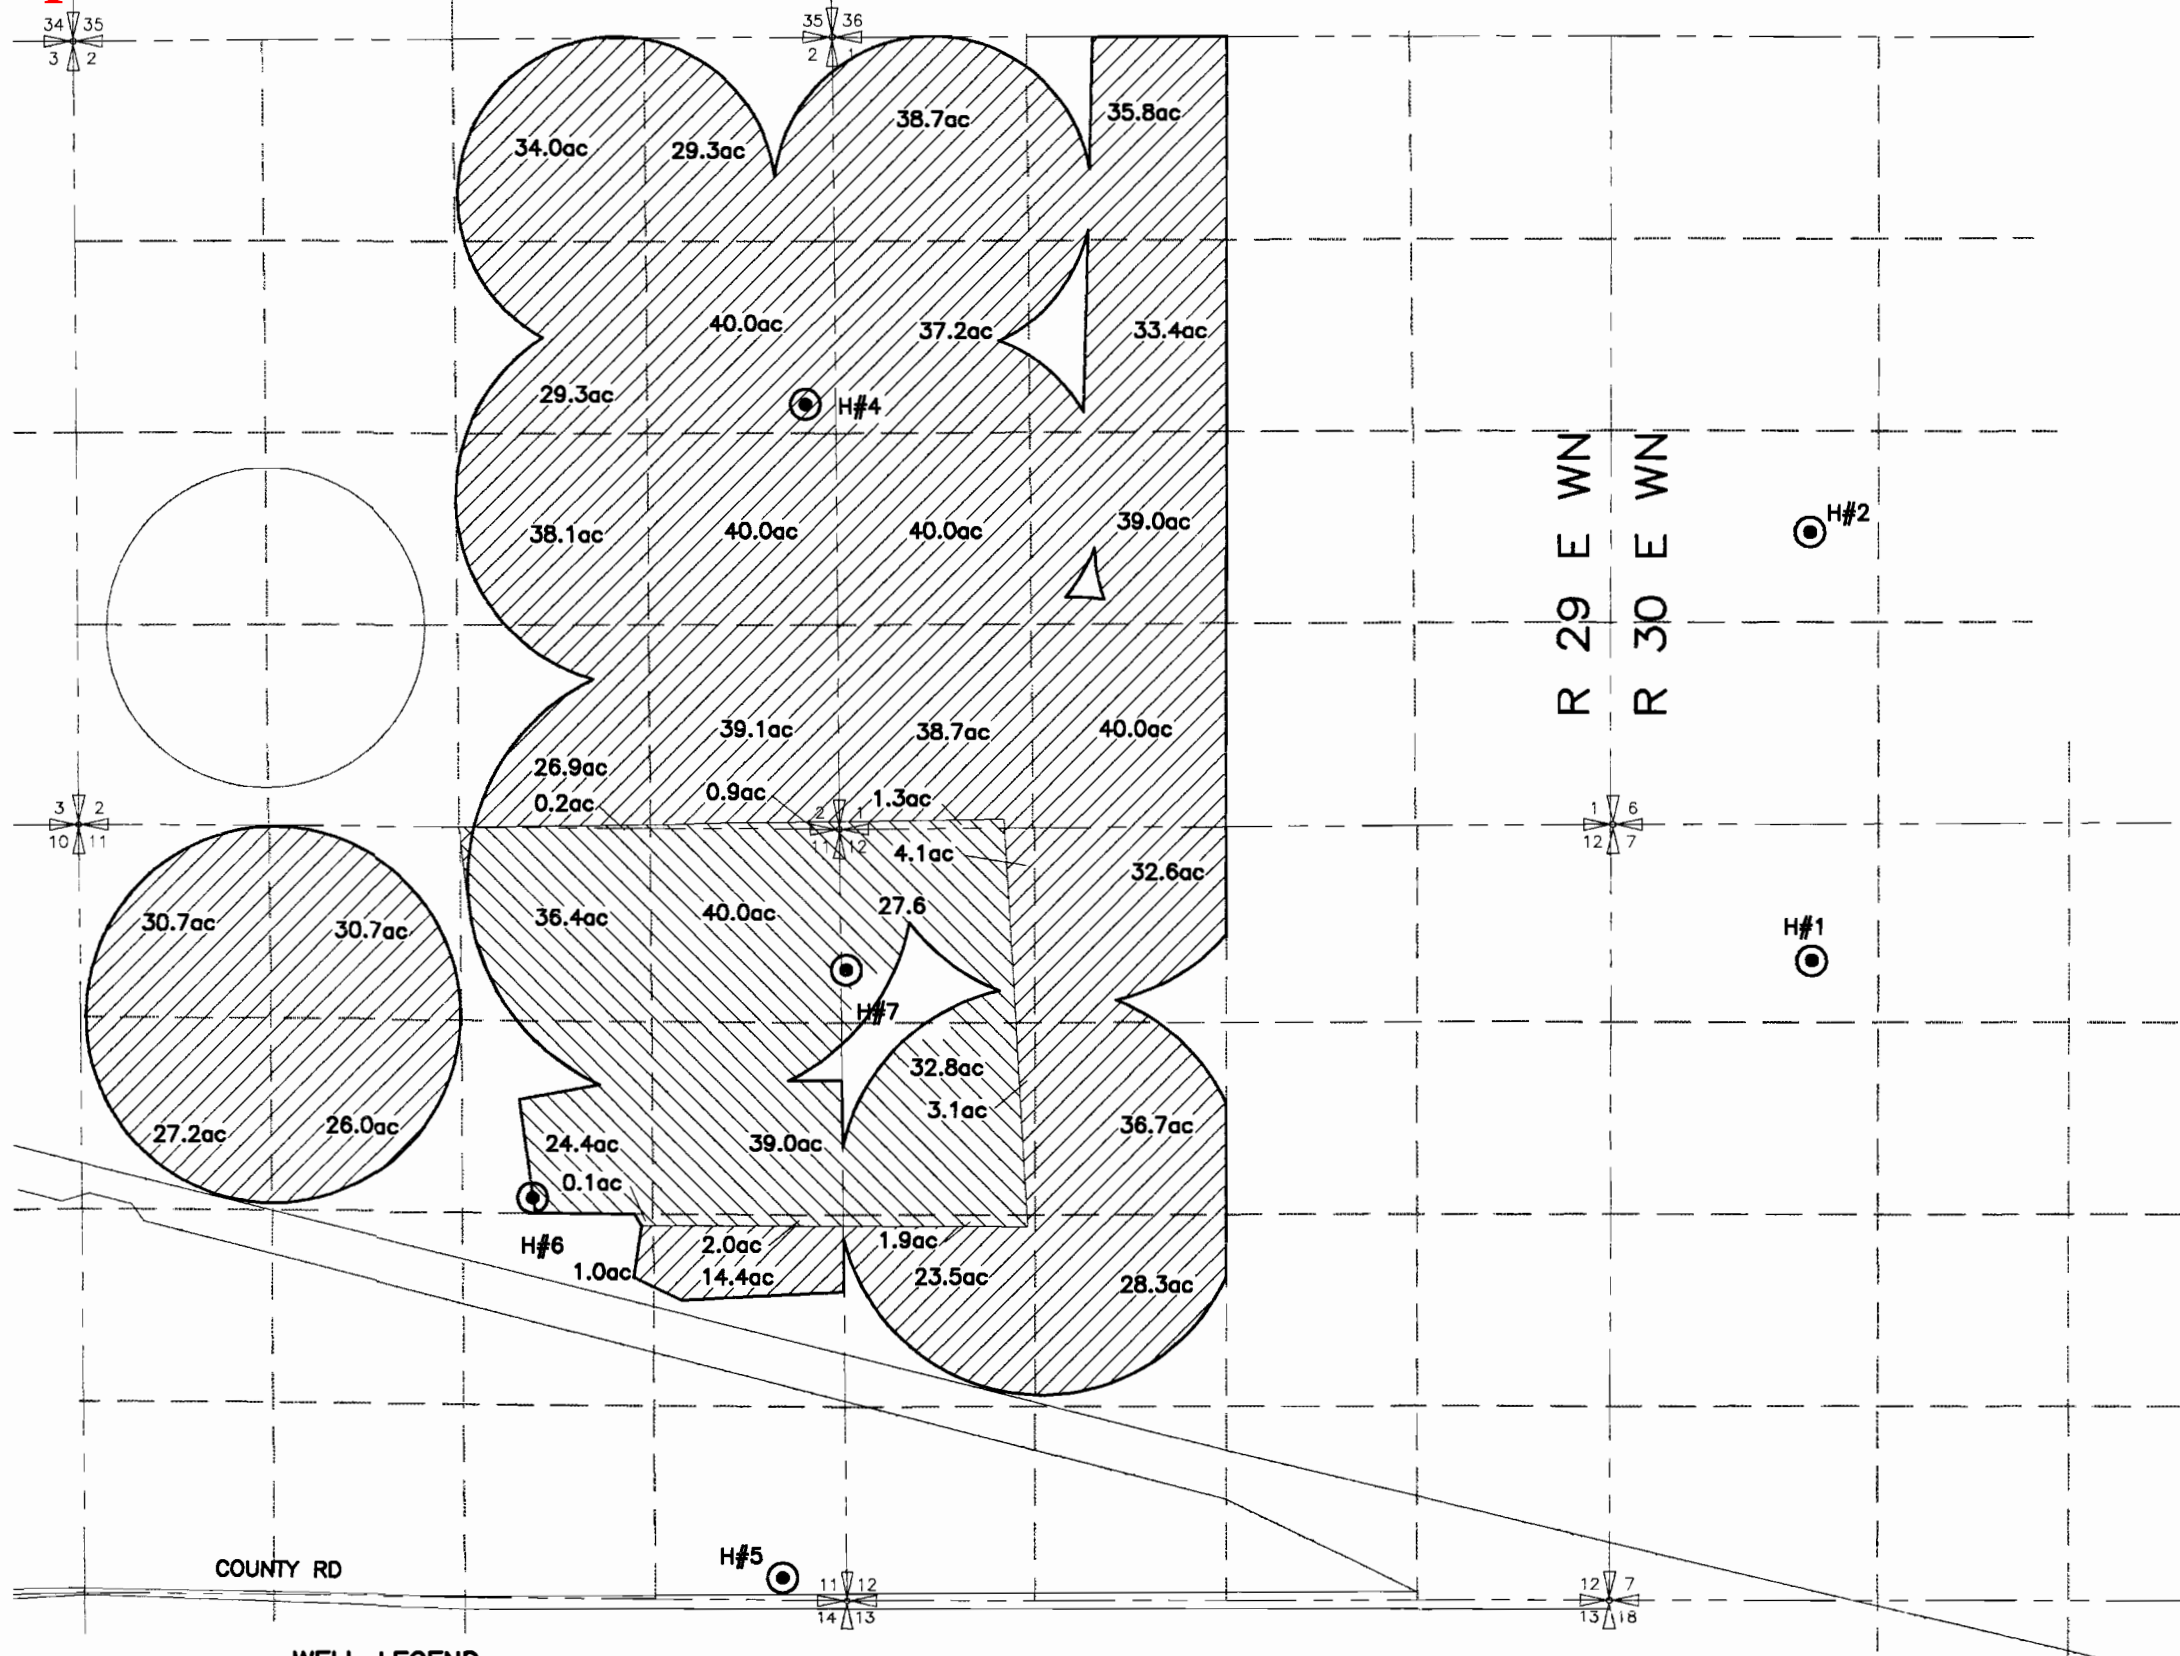 34 35
3 2
35 36
2 1
38.7ac
35.8ac
34.0ac
29.3ac
40.0ac
37.2ac
33.4ac
29.3ac
H#4
38.1ac
40.0ac
40.0ac
39.0ac
R 29 E WN
R 30 E WN
H#2
39.1ac
38.7ac
40.0ac
26.9ac
0.2ac
0.9ac
1.3ac
3 2
10 11
2 1
11 12
1 6
12 7
4.1ac
32.6ac
30.7ac
30.7ac
36.4ac
40.0ac
27.6
H#1
H#7
32.8ac
3.1ac
36.7ac
27.2ac
26.0ac
24.4ac
39.0ac
0.1ac
H#6
2.0ac
1.9ac
1.0ac
14.4ac
23.5ac
28.3ac
COUNTY RD
H#5
11 12
14 13
12 7
13 18
WELL LEGEND